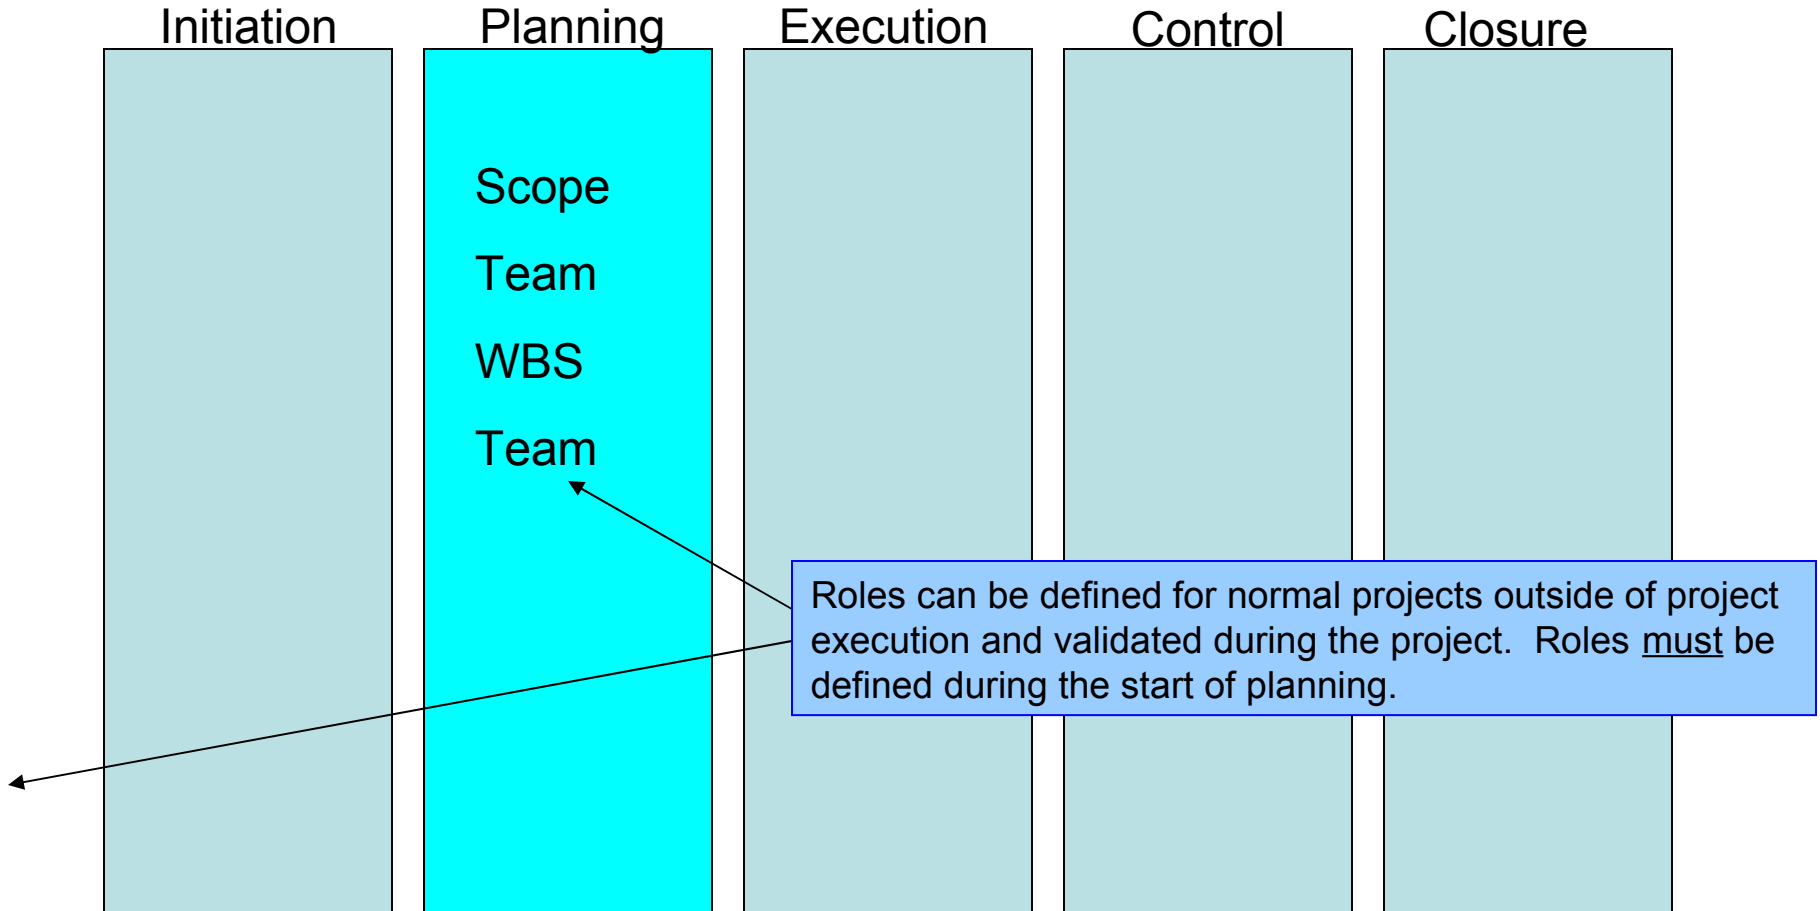 Initiation
Planning
Execution
Control
Closure
Scope
Team
WBS
Team
Roles can be defined for normal projects outside of project
execution and validated during the project.  Roles must be
defined during the start of planning.